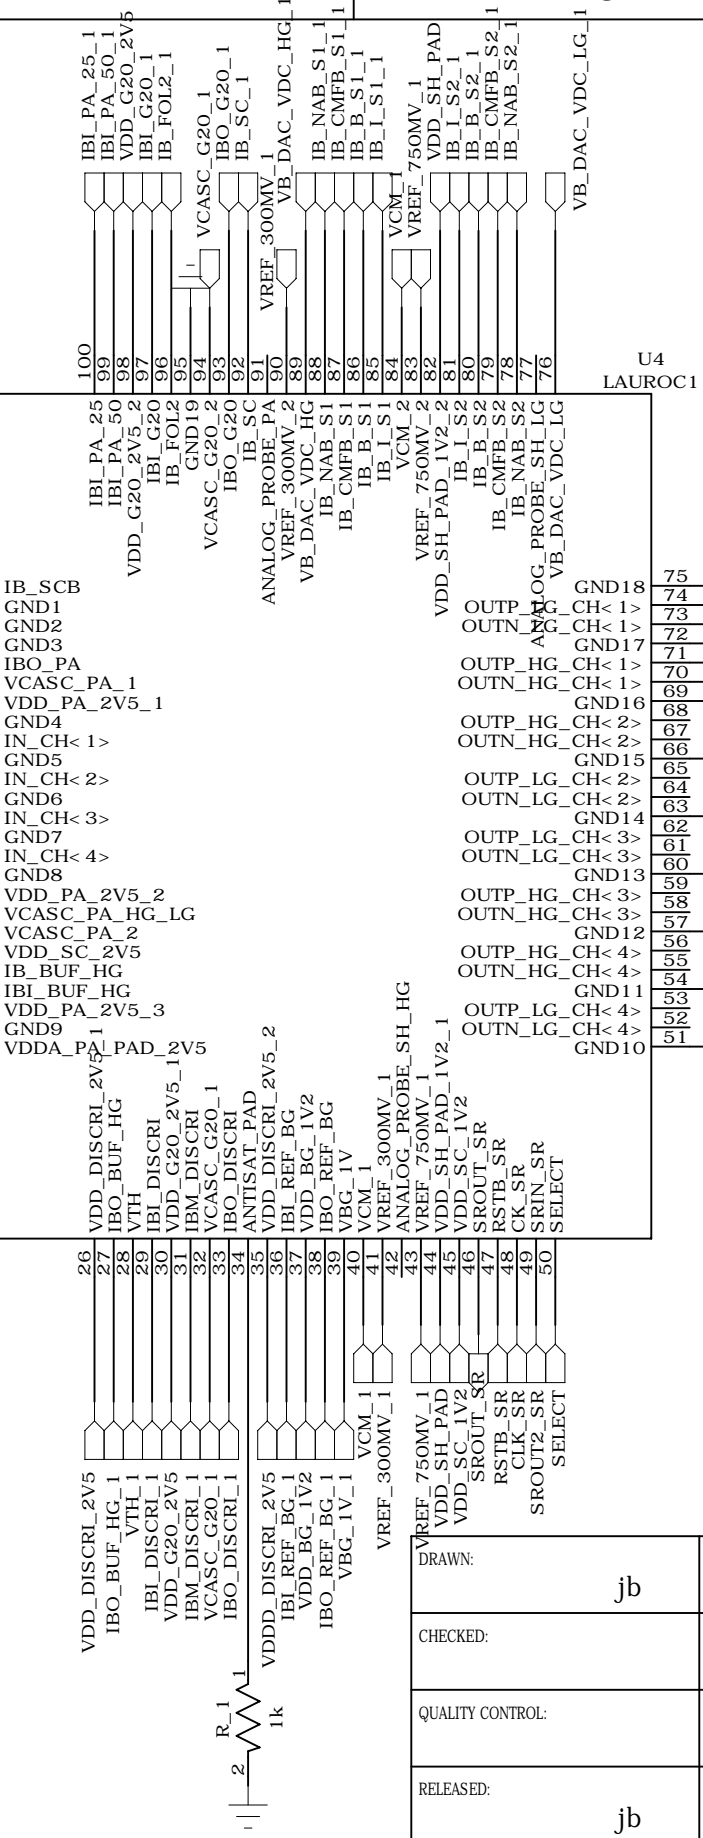 IBI_PA_25_1
IBI_PA_50_1
VDD_G20_2V5
IBI_G20_1
IB_FOL2_1
VCASC_G20_1
IBO_G20_1
IB_SC_1
VREF_300MV_1
VB_DAC_VDC_HG_1
IB_NAB_S1_1
IB_CMFB_S1_1
IB_B_S1_1
IB_I_S1_1
VCM_1
VREF_750MV_1
VDD_SH_PAD
IB_I_S2_1
IB_B_S2_1
IB_CMFB_S2_1
IB_NAB_S2_1
VB_DAC_VDC_LG_1
100
99
98
97
96
95
94
93
92
91
90
89
88
87
86
85
84
83
82
81
80
79
78
77
76
U4
LAUROC1
IBI_PA_25
IBI_PA_50
VDD_G20_2V5_2
IBI_G20
IB_FOL2
GND19
VCASC_G20_2
IBO_G20
IB_SC
ANALOG_PROBE_PA
VREF_300MV_2
VB_DAC_VDC_HG
IB_NAB_S1
IB_CMFB_S1
IB_B_S1
IB_I_S1
VCM_2
VREF_750MV_2
VDD_SH_PAD_1V2_2
IB_I_S2
IB_B_S2
IB_CMFB_S2
IB_NAB_S2
ANALOG_PROBE_SH_LG
VB_DAC_VDC_LG
IB_SCB
GND1
GND2
GND3
IBO_PA
VCASC_PA_1
VDD_PA_2V5_1
GND4
IN_CH<1>
GND5
IN_CH<2>
GND6
IN_CH<3>
GND7
IN_CH<4>
GND8
VDD_PA_2V5_2
VCASC_PA_HG_LG
VCASC_PA_2
VDD_SC_2V5
IB_BUF_HG
IBI_BUF_HG
VDD_PA_2V5_3
GND9
VDDA_PA_PAD_2V5
GND18 75
OUTP_LG_CH<1> 74
OUTN_LG_CH<1> 73
GND17 72
OUTP_HG_CH<1> 71
OUTN_HG_CH<1> 70
GND16 69
OUTP_HG_CH<2> 68
OUTN_HG_CH<2> 67
GND15 66
OUTP_LG_CH<2> 65
OUTN_LG_CH<2> 64
GND14 63
OUTP_LG_CH<3> 62
OUTN_LG_CH<3> 61
GND13 60
OUTP_HG_CH<3> 59
OUTN_HG_CH<3> 58
GND12 57
OUTP_HG_CH<4> 56
OUTN_HG_CH<4> 55
GND11 54
OUTP_LG_CH<4> 53
OUTN_LG_CH<4> 52
GND10 51
VDD_DISCRI_2V5_1
IBO_BUF_HG
VTH
IBI_DISCRI
VDD_G20_2V5_1
IBM_DISCRI
VCASC_G20_1
IBO_DISCRI
ANTISAT_PAD
VDD_DISCRI_2V5_2
IBI_REF_BG
VDD_BG_1V2
IBO_REF_BG
VBG_1V
VCM_1
VREF_300MV_1
ANALOG_PROBE_SH_HG
VREF_750MV_1
VDD_SH_PAD_1V2_1
VDD_SC_1V2
SROUT_SR
RSTB_SR
CK_SR
SRIN_SR
SELECT
26
27
28
29
30
31
32
33
34
35
36
37
38
39
40
41
42
43
44
45
46
47
48
49
50
VDD_DISCRI_2V5
IBO_BUF_HG_1
VTH_1
IBI_DISCRI_1
VDD_G20_2V5
IBM_DISCRI_1
VCASC_G20_1
IBO_DISCRI_1
VDDD_DISCRI_2V5
IBI_REF_BG_1
VDD_BG_1V2
IBO_REF_BG_1
VBG_1V_1
VCM_1
VREF_300MV_1
VREF_750MV_1
VDD_SH_PAD
VDD_SC_1V2
SROUT_SR
RSTB_SR
CLK_SR
SROUT2_SR
SELECT
1
R_1
1k
2
DRAWN:
jb
CHECKED:
QUALITY CONTROL:
RELEASED:
jb